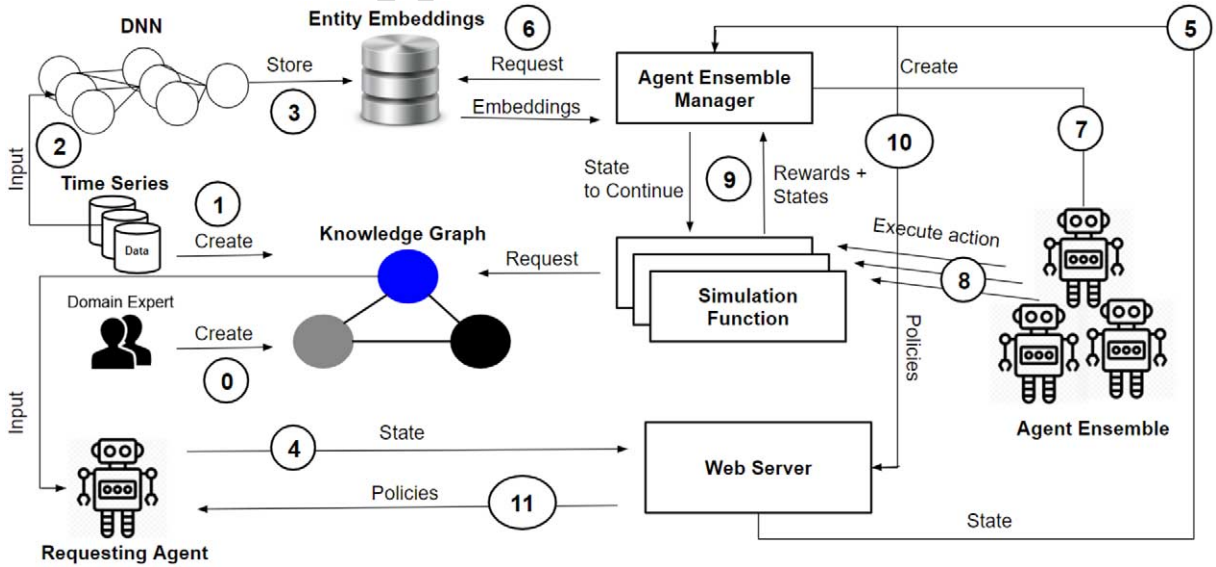 DNN
Entity Embeddings
6
5
Store
Request
Agent Ensemble
Manager
Create
3
Embeddings
2
Input
7
10
State
to Continue
9
Rewards +
States
Time Series
1
Data
Create
Knowledge Graph
Request
Execute action
8
Simulation
Function
Domain Expert
Create
0
Policies
Input
Agent Ensemble
4
State
Web Server
Policies
11
State
Requesting Agent